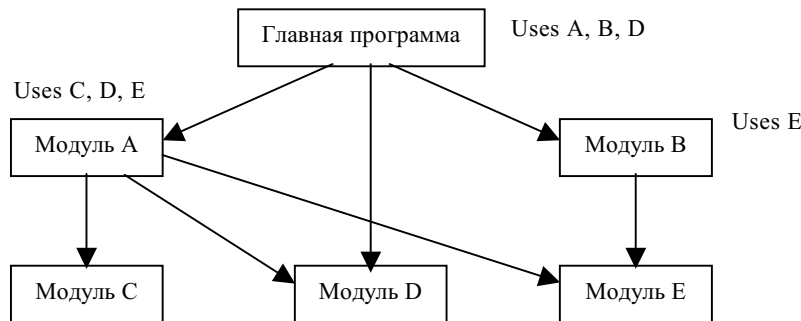 Главная программа
Uses A, B, D
Uses C, D, E
Модуль A
Модуль B
Uses E
Модуль C
Модуль D
Модуль E